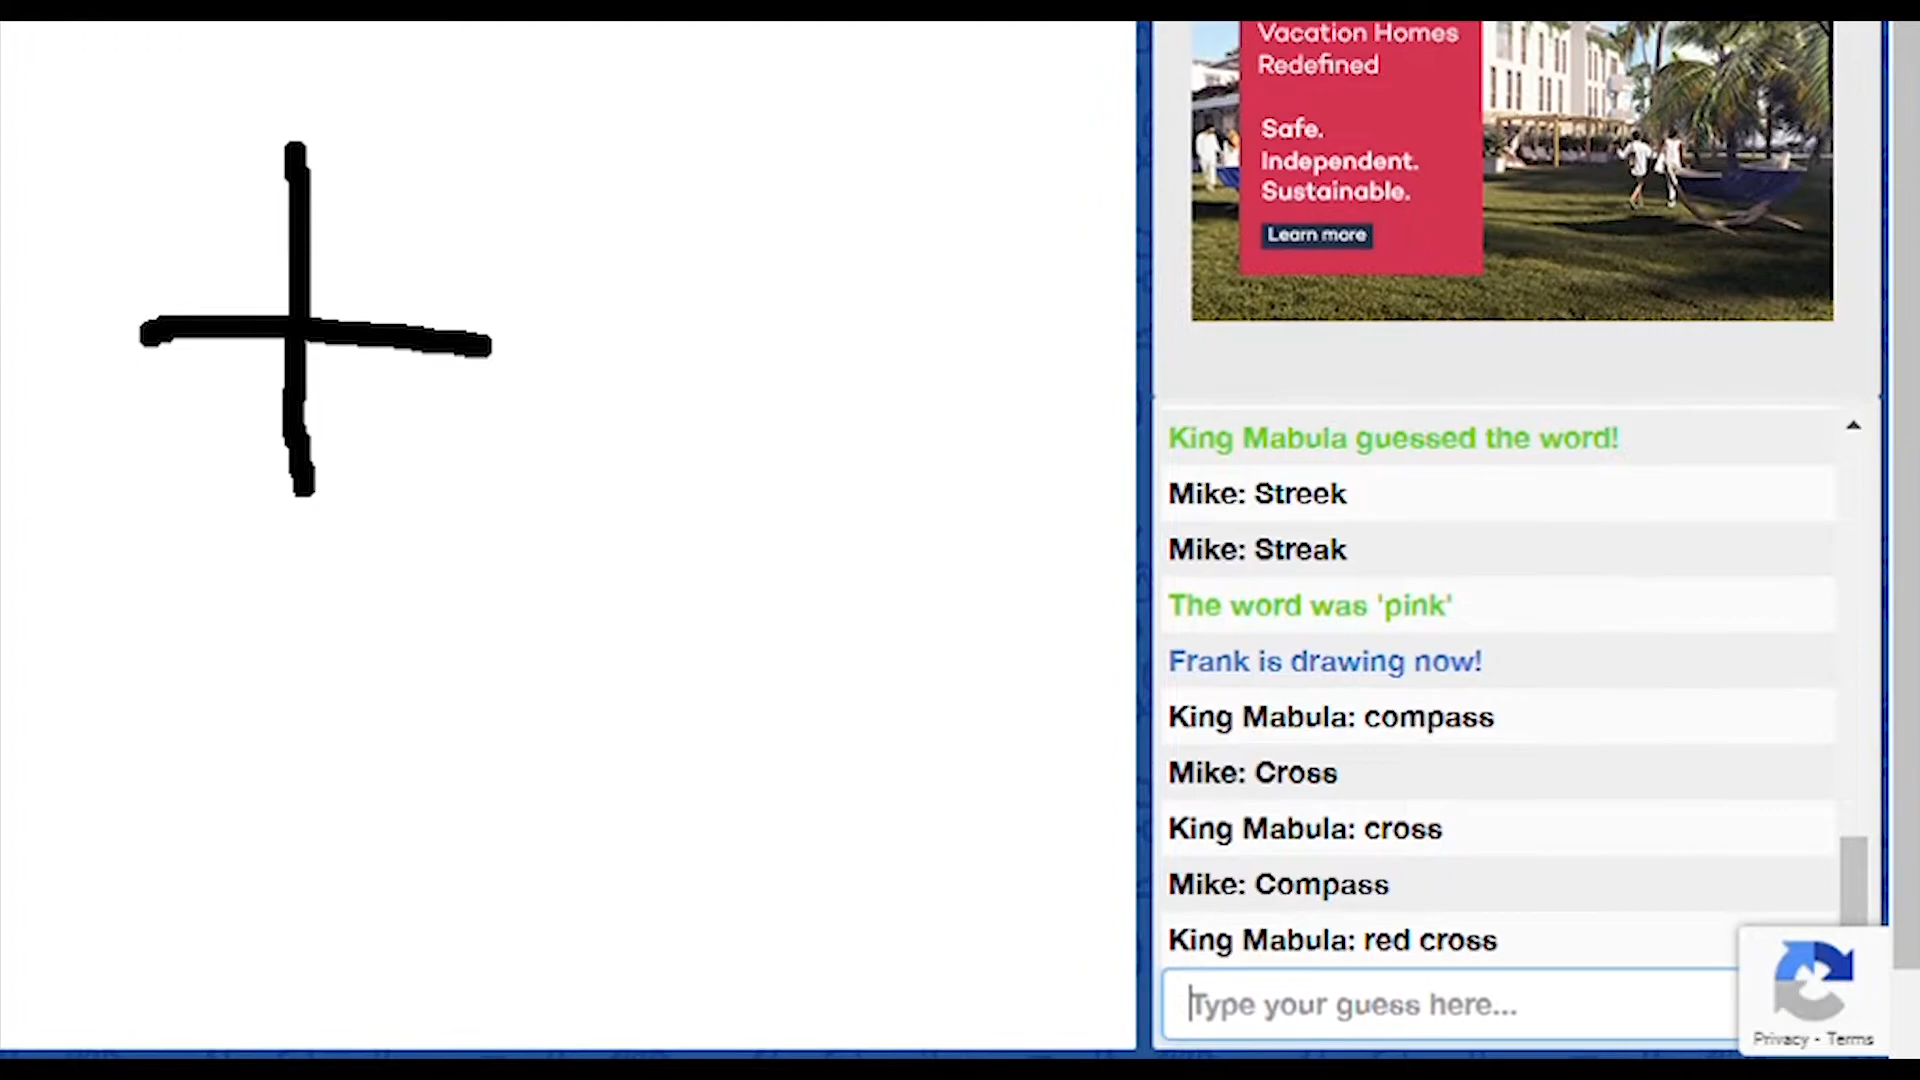 Vacation Homes
Redefined
Safe.
Independent.
Sustainable.
Learn more
King Mabula guessed the word!
Mike: Streek
Mike: Streak
The word was 'pink'
Frank is drawing now!
King Mabula: compass
Mike: Cross
King Mabula: cross
Mike: Compass
King Mabula: red cross
Type your guess here...
Privacy - Terms